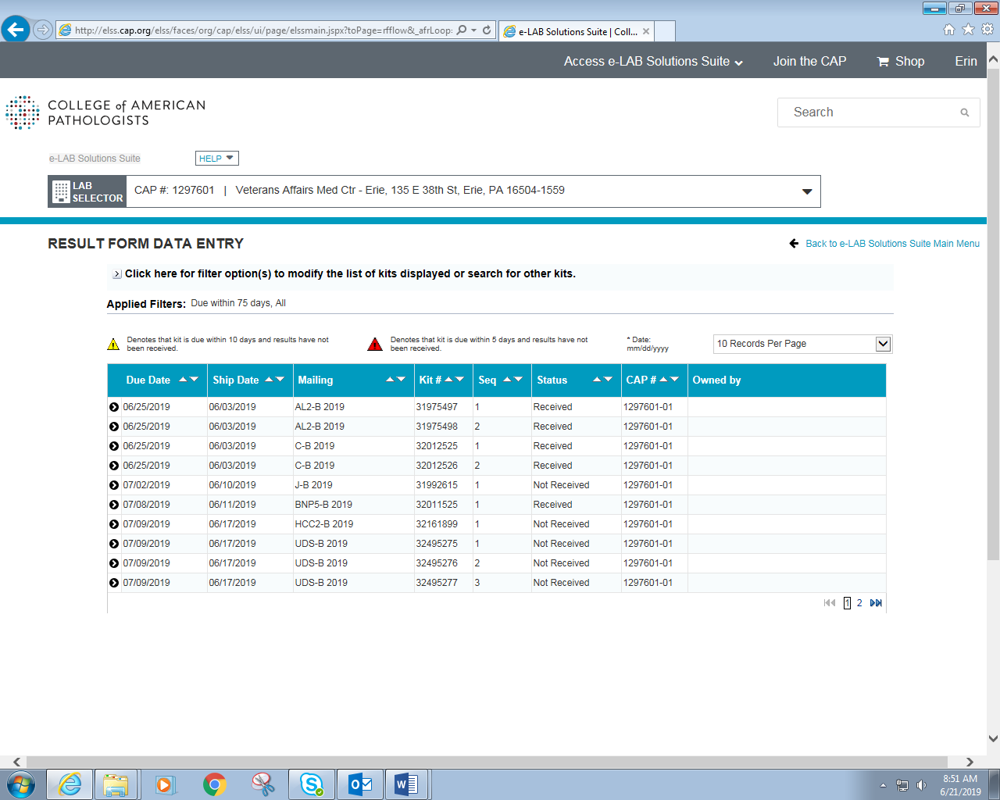 http://elss.cap.org/elss/faces/org/cap/elss/ui/page/elssmain.jspx?toPage=rfflow&_afrLoop:
e-LAB Solutions Suite | Coll...
Access e-LAB Solutions Suite
Join the CAP
Shop
Erin
COLLEGE of AMERICAN
PATHOLOGISTS
Search
e-LAB Solutions Suite
HELP
LAB
SELECTOR
CAP #: 1297601 | Veterans Affairs Med Ctr - Erie, 135 E 38th St, Erie, PA 16504-1559
RESULT FORM DATA ENTRY
Back to e-LAB Solutions Suite Main Menu
Click here for filter option(s) to modify the list of kits displayed or search for other kits.
Applied Filters: Due within 75 days, All
Denotes that kit is due within 10 days and results have not
been received.
Denotes that kit is due within 5 days and results have not
been received.
* Date:
mm/dd/yyyy
10 Records Per Page
Due Date Ship Date Mailing Kit # Seq Status CAP # Owned by
06/25/2019 06/03/2019 AL2-B 2019 31975497 1 Received 1297601-01
06/25/2019 06/03/2019 AL2-B 2019 31975498 2 Received 1297601-01
06/25/2019 06/03/2019 C-B 2019 32012525 1 Received 1297601-01
06/25/2019 06/03/2019 C-B 2019 32012526 2 Received 1297601-01
07/02/2019 06/10/2019 J-B 2019 31992615 1 Not Received 1297601-01
07/08/2019 06/11/2019 BNP5-B 2019 32011525 1 Received 1297601-01
07/09/2019 06/17/2019 HCC2-B 2019 32161899 1 Not Received 1297601-01
07/09/2019 06/17/2019 UDS-B 2019 32495275 1 Not Received 1297601-01
07/09/2019 06/17/2019 UDS-B 2019 32495276 2 Not Received 1297601-01
07/09/2019 06/17/2019 UDS-B 2019 32495277 3 Not Received 1297601-01
1 2
8:51 AM
6/21/2019